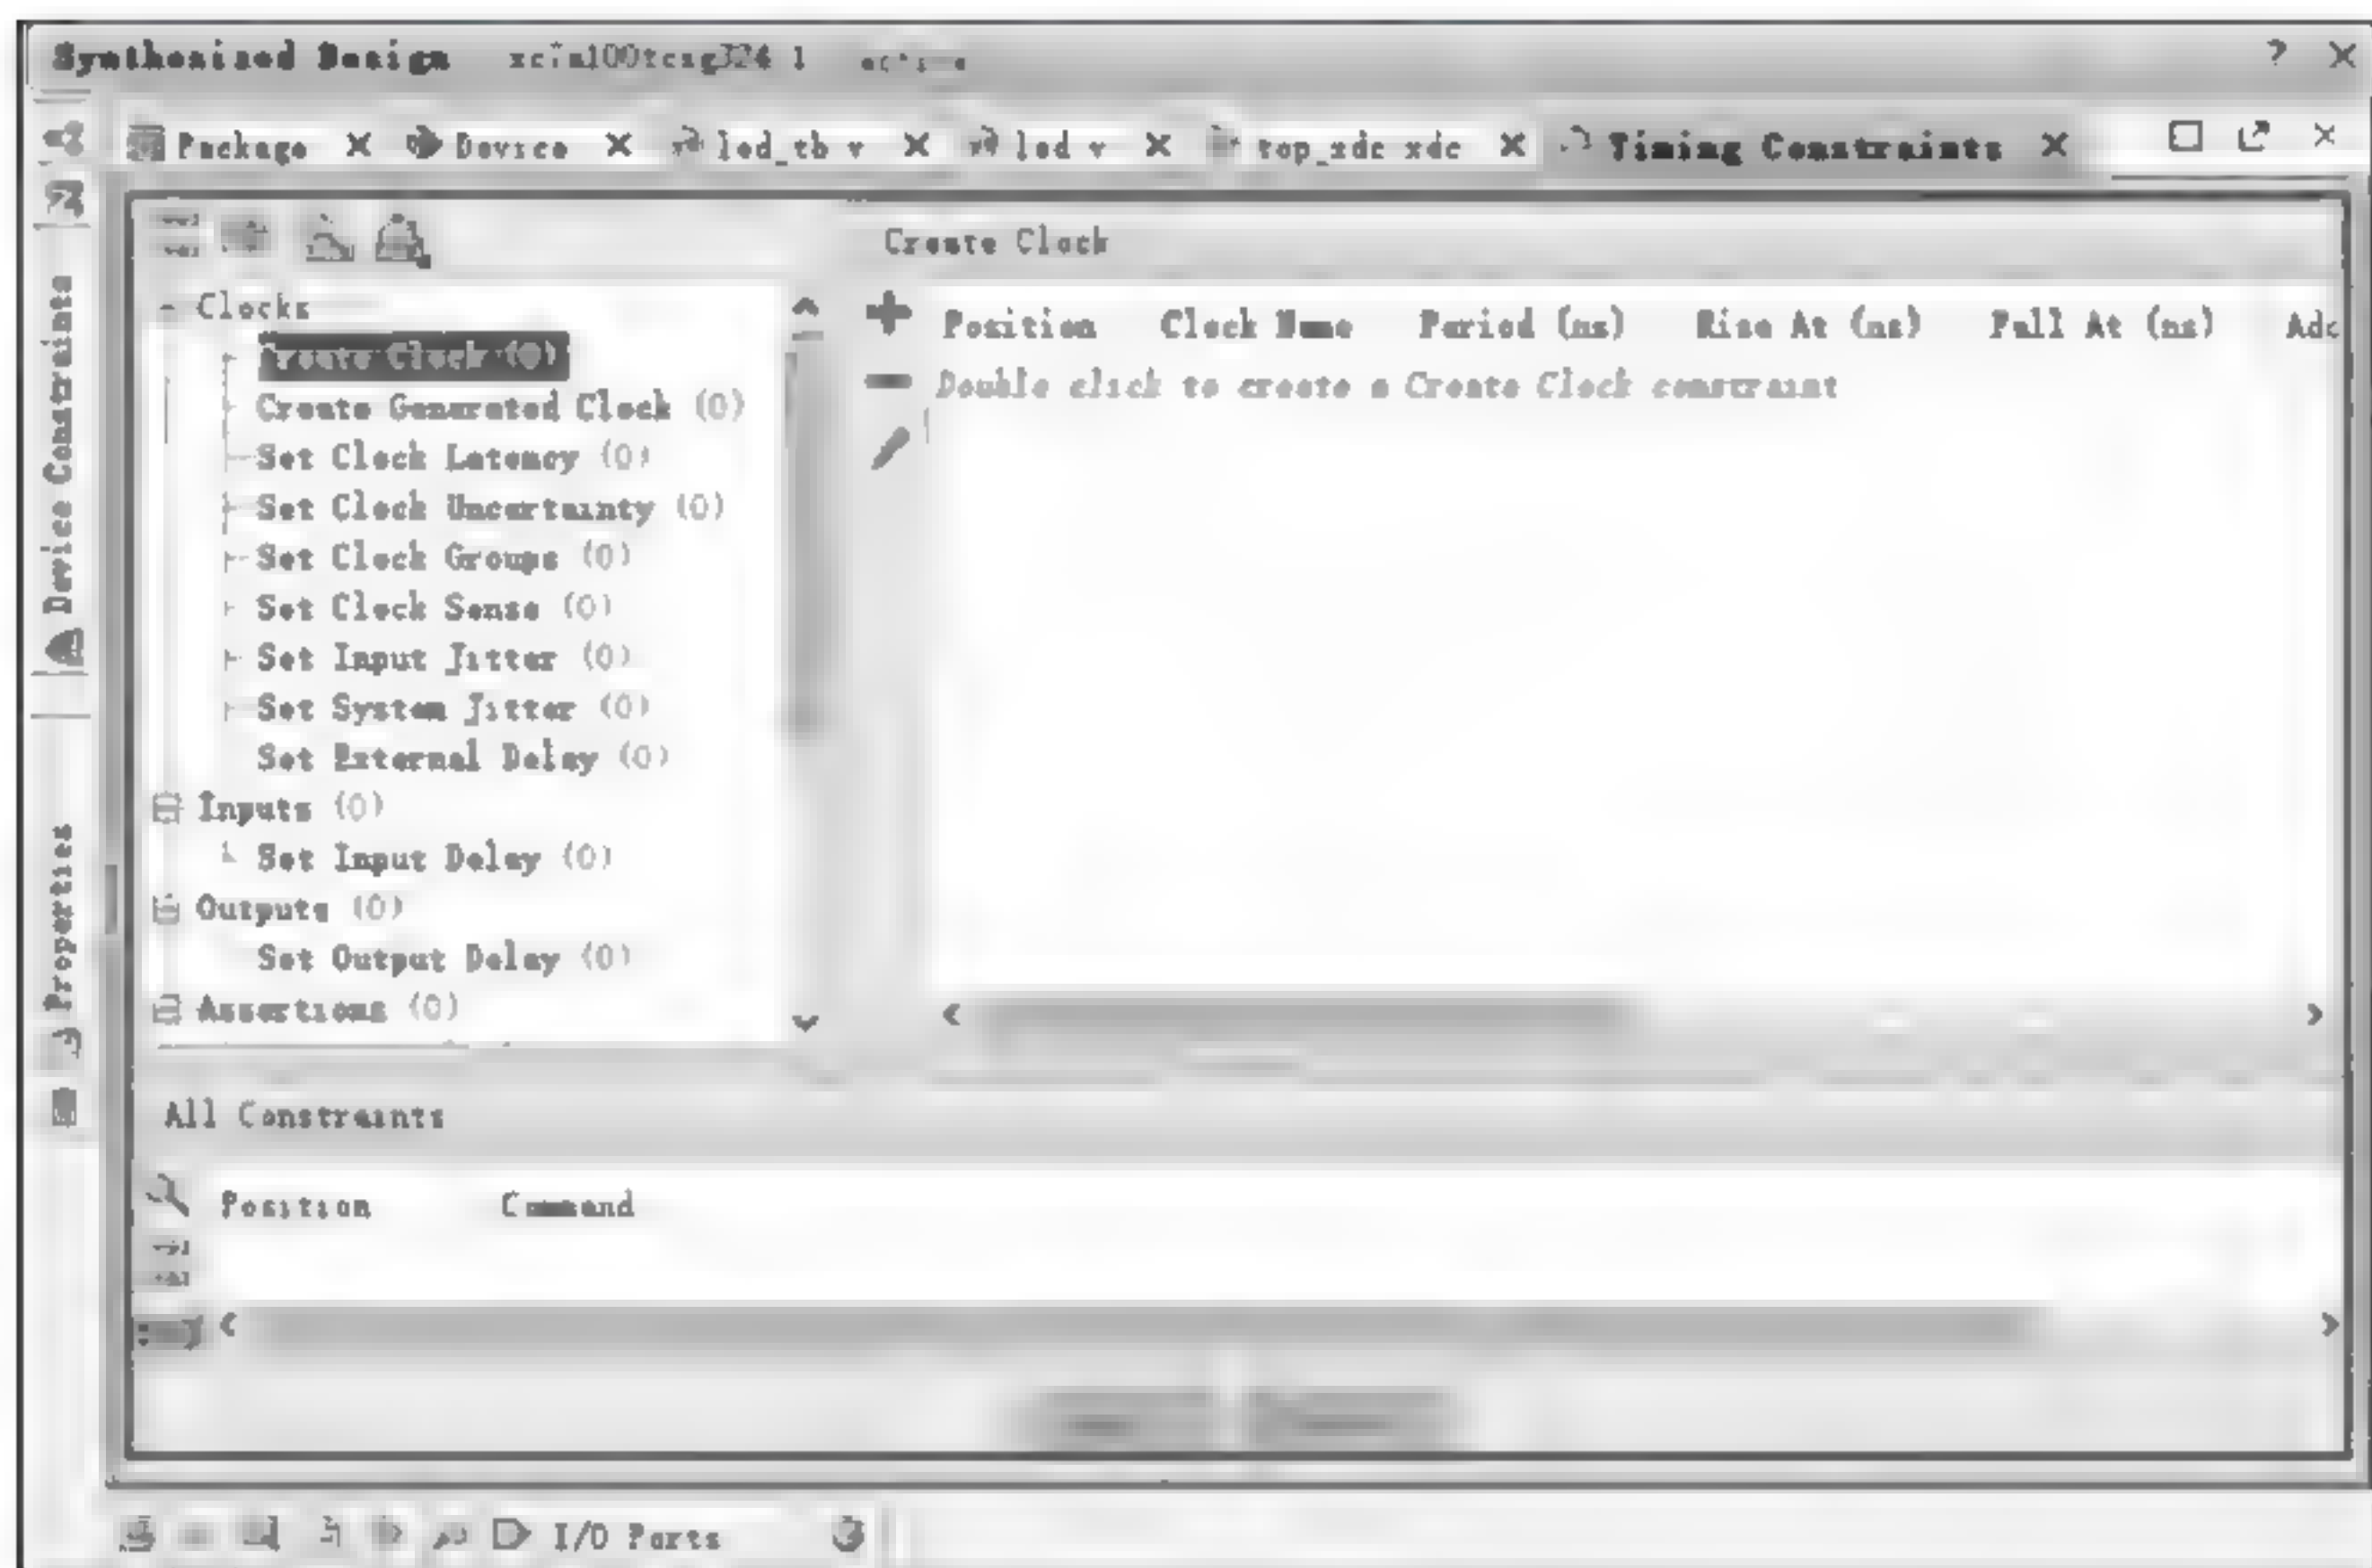 Synthesized Design
Package Device led_tb v led v top_xdc xdc Timing Constraints
Device Constraints
Properties
Create Clock
Clocks
Create Clock (0)
Create Generated Clock (0)
Set Clock Latency (0)
Set Clock Uncertainty (0)
Set Clock Groups (0)
Set Clock Sense (0)
Set Input Jitter (0)
Set System Jitter (0)
Set External Delay (0)
Inputs (0)
Set Input Delay (0)
Outputs (0)
Set Output Delay (0)
Assertions (0)
Position Clock Name Period (ns) Rise At (ns) Fall At (ns) Adc
Double click to create a Create Clock constraint
All Constraints
Position Command
I/O Ports